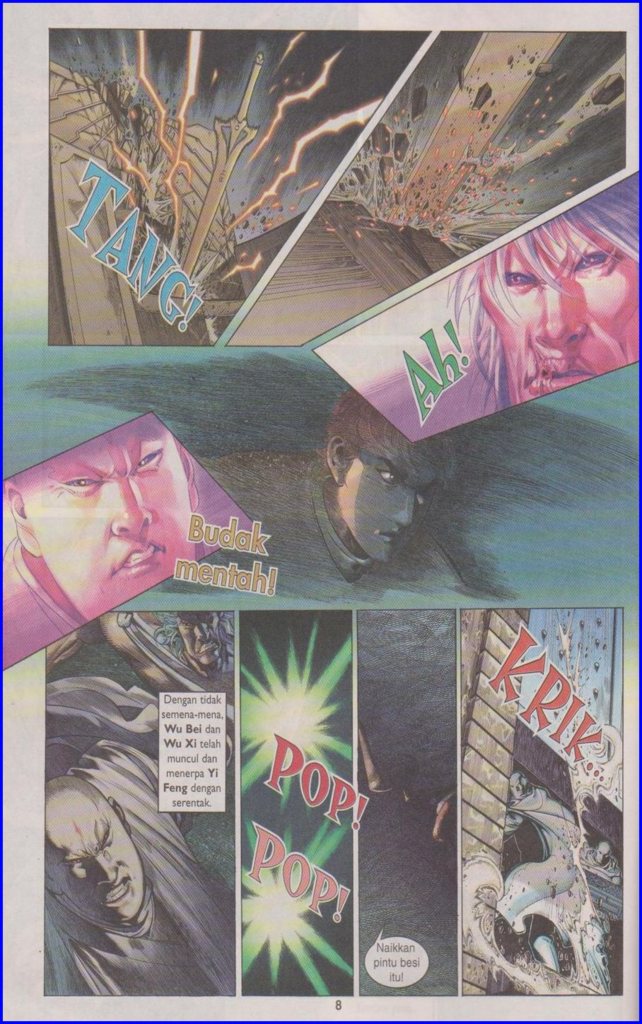 TANG!
Ah!
Budak
mentah!
Dengan tidak
semena-mena,
Wu Bei dan
Wu Xi telah
muncul dan
menerpa Yi
Feng dengan
serentak.
POP!
POP!
Naikkan
pintu besi
itu!
KRIK...
8